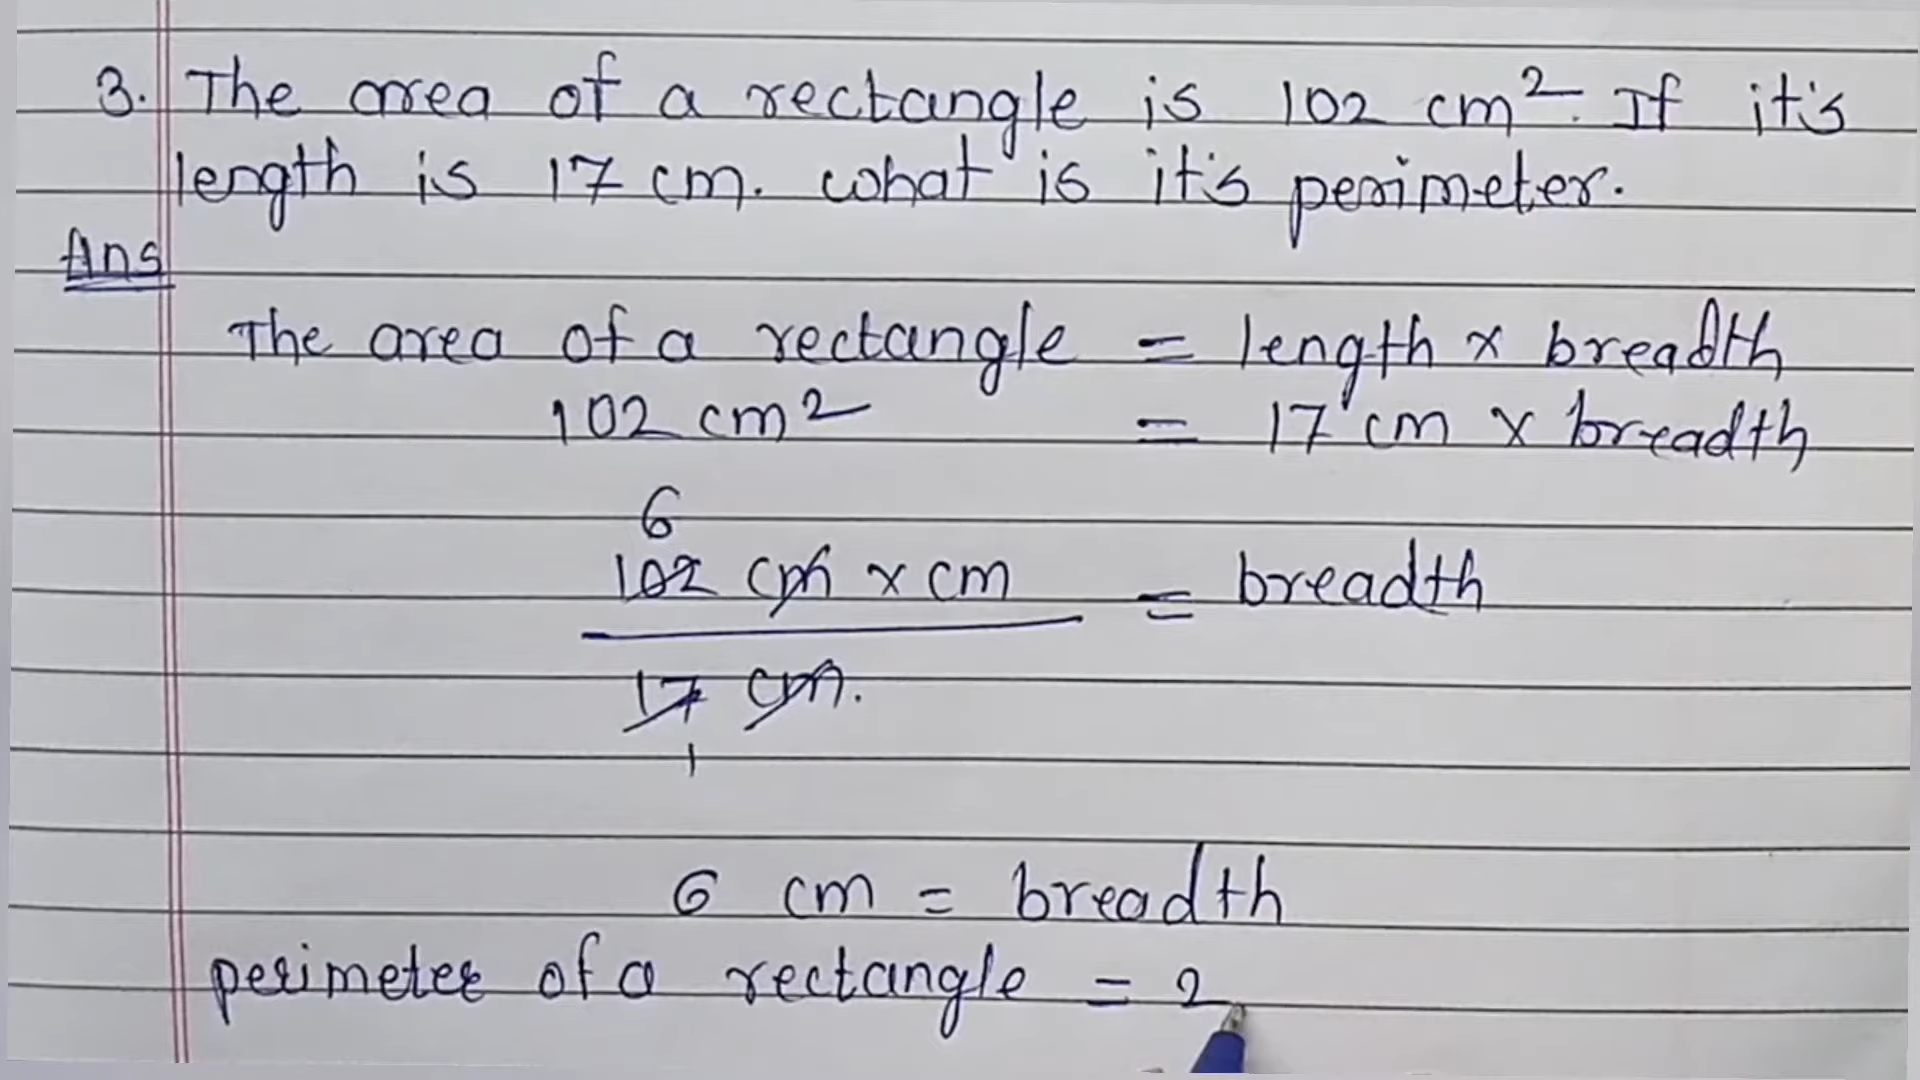 3. The area of a rectangle is 102 cm². If it's
length is 17 cm. what is it's perimeter.
Ans
The area of a rectangle = length x breadth
102 cm² = 17 cm x breadth
6
102 cm x cm = breadth
17 cm.
1
6 cm = breadth
perimeter of a rectangle = 2